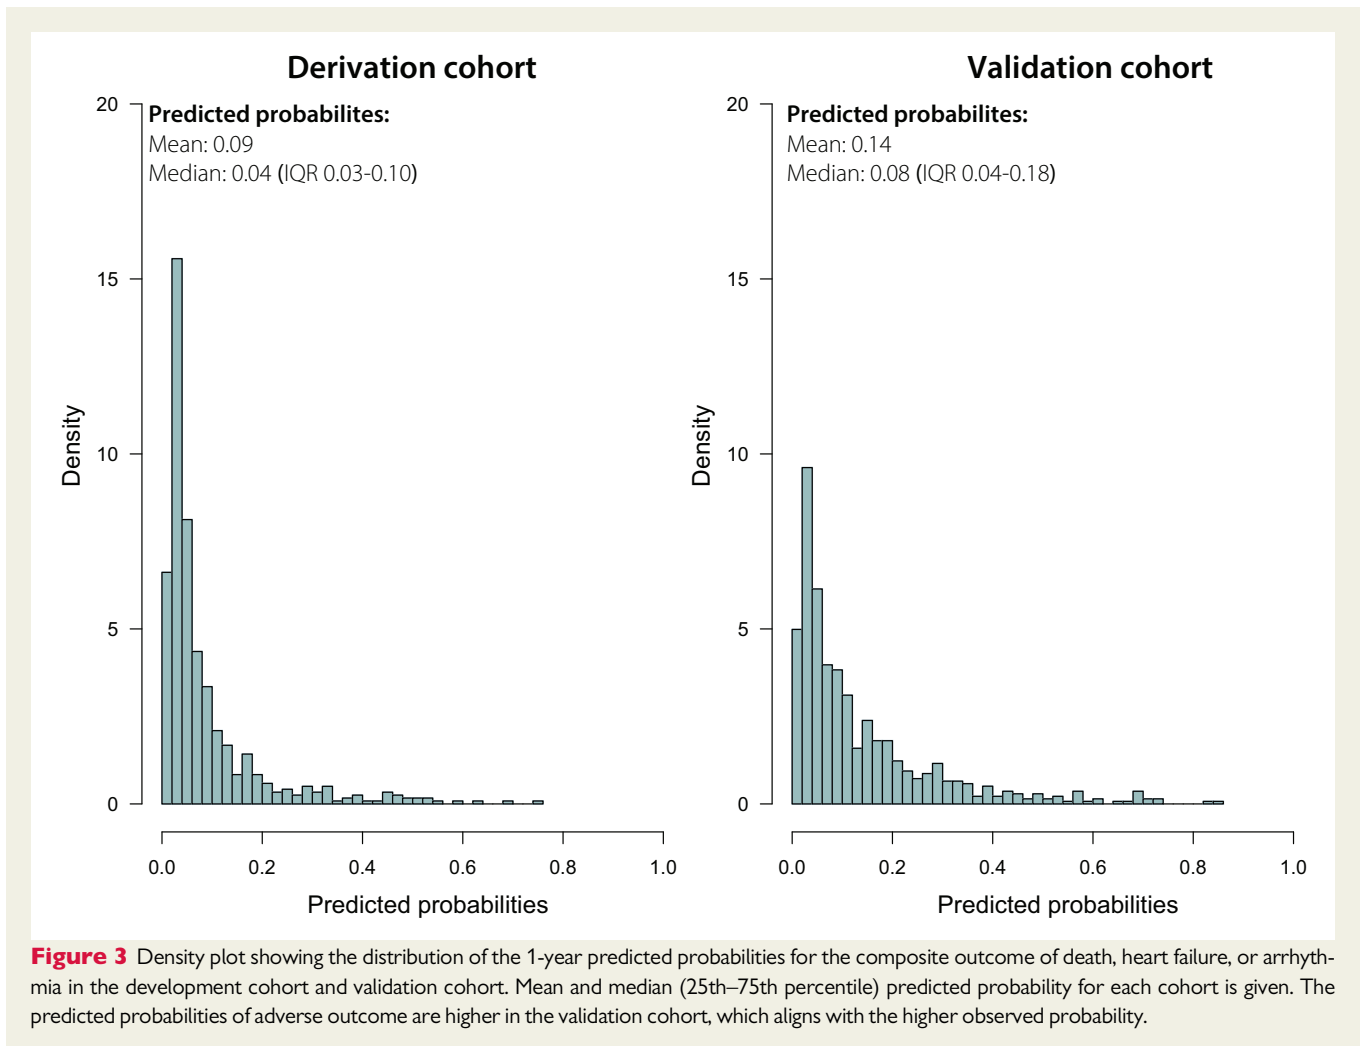 Derivation cohort
20
Predicted probabilites:
Mean: 0.09
Median: 0.04 (IQR 0.03-0.10)
15
10
5
0
Density
0.0 0.2 0.4 0.6 0.8 1.0
Predicted probabilities
Validation cohort
20
Predicted probabilites:
Mean: 0.14
Median: 0.08 (IQR 0.04-0.18)
15
10
5
0
Density
0.0 0.2 0.4 0.6 0.8 1.0
Predicted probabilities
Figure 3 Density plot showing the distribution of the 1-year predicted probabilities for the composite outcome of death, heart failure, or arrhyth-
mia in the development cohort and validation cohort. Mean and median (25th–75th percentile) predicted probability for each cohort is given. The
predicted probabilities of adverse outcome are higher in the validation cohort, which aligns with the higher observed probability.